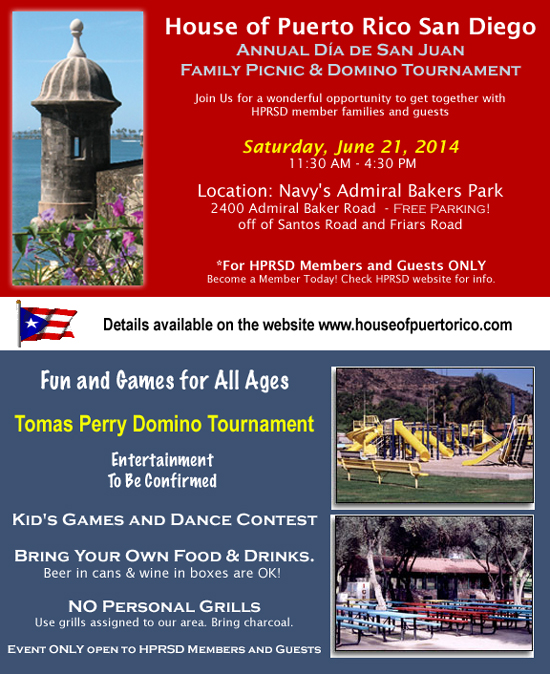 House of Puerto Rico San Diego
Annual Día de San Juan
Family Picnic & Domino Tournament
Join Us for a wonderful opportunity to get together with
HPRSD member families and guests
Saturday, June 21, 2014
11:30 AM - 4:30 PM
Location: Navy's Admiral Bakers Park
2400 Admiral Baker Road - Free Parking!
off of Santos Road and Friars Road
*For HPRSD Members and Guests ONLY
Become a Member Today! Check HPRSD website for info.
Details available on the website www.houseofpuertorico.com
Fun and Games for All Ages
Tomas Perry Domino Tournament
Entertainment
To Be Confirmed
Kid's Games and Dance Contest
Bring Your Own Food & Drinks.
Beer in cans & wine in boxes are OK!
NO Personal Grills
Use grills assigned to our area. Bring charcoal.
Event ONLY open to HPRSD Members and Guests